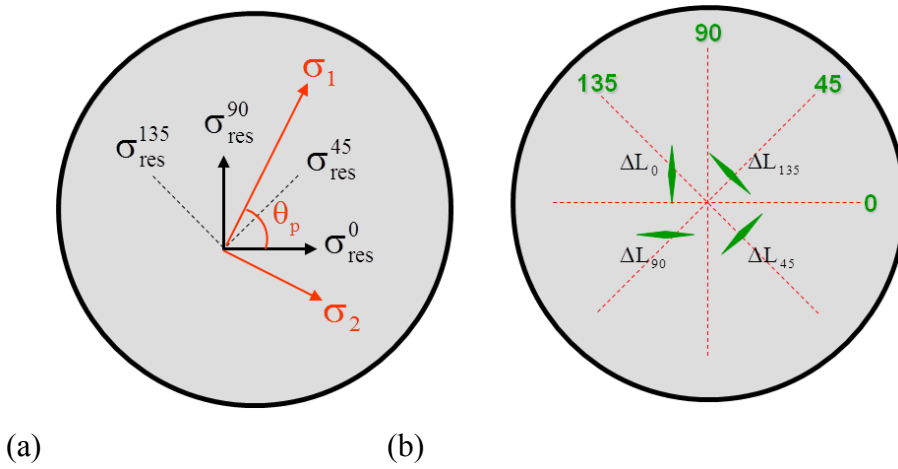 σ₁
σ⁹⁰res
σ¹³⁵res
σ⁴⁵res
θp
σ⁰res
σ₂
(a)
90
135
45
ΔL₀
ΔL₁₃₅
0
ΔL₉₀
ΔL₄₅
(b)